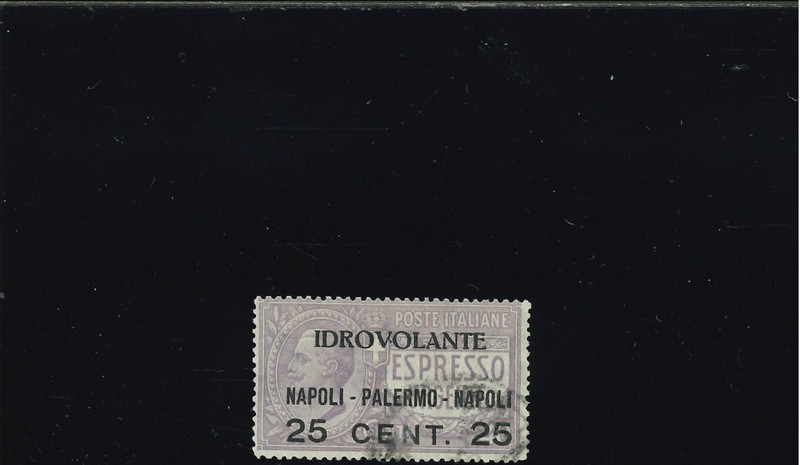 POSTE ITALIANE
IDROVOLANTE
ESPRESSO
NAPOLI - PALERMO - NAPOLI
25 CENT. 25